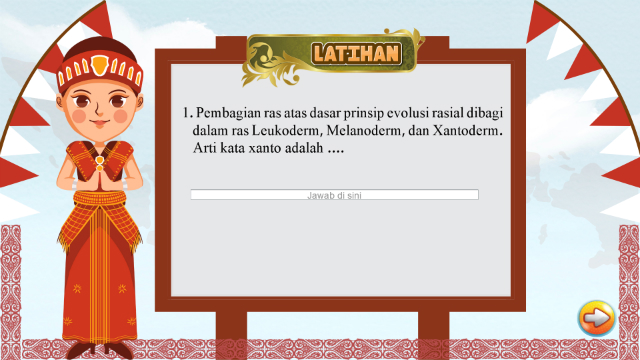 LATIHAN
1. Pembagian ras atas dasar prinsip evolusi rasial dibagi
dalam ras Leukoderm, Melanoderm, dan Xantoderm.
Arti kata xanto adalah ....
Jawab di sini